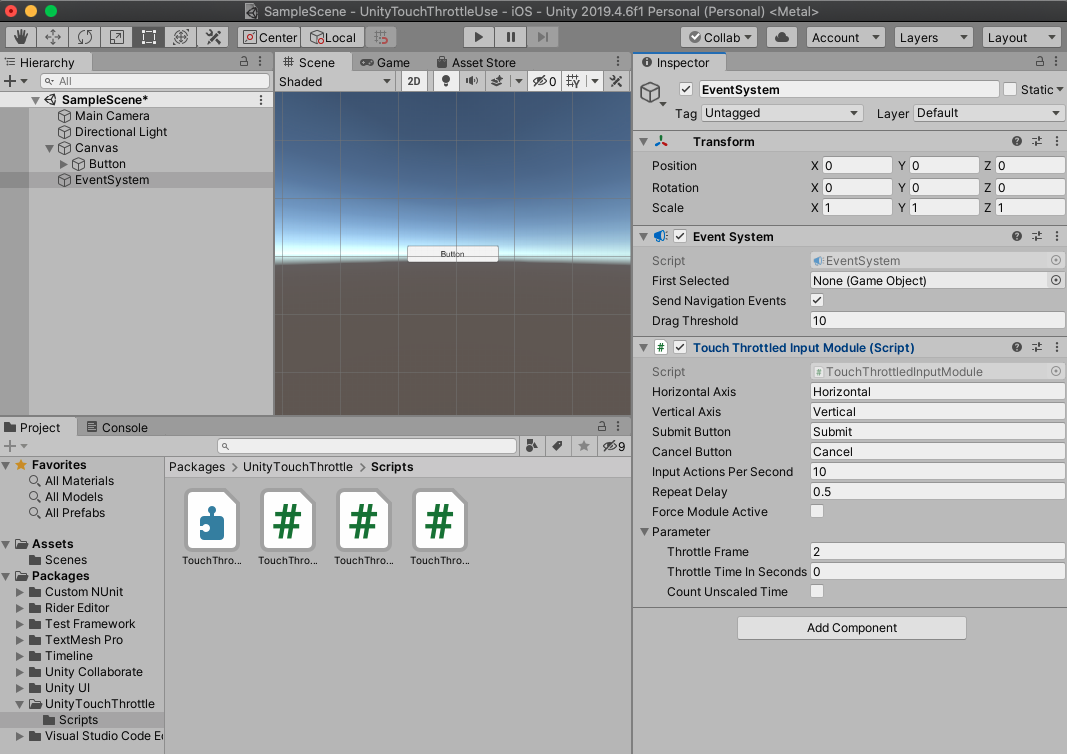 SampleScene - UnityTouchThrottleUse - iOS - Unity 2019.4.6f1 Personal (Personal) <Metal>
Center Local Collab Account Layers Layout
Hierarchy
All
SampleScene*
Main Camera
Directional Light
Canvas
Button
EventSystem
Scene Game Asset Store
Shaded 2D 0
Button
Inspector
EventSystem Static
Tag Untagged Layer Default
Transform
Position X 0 Y 0 Z 0
Rotation X 0 Y 0 Z 0
Scale X 1 Y 1 Z 1
Event System
Script EventSystem
First Selected None (Game Object)
Send Navigation Events
Drag Threshold 10
Touch Throttled Input Module (Script)
Script TouchThrottledInputModule
Horizontal Axis Horizontal
Vertical Axis Vertical
Submit Button Submit
Cancel Button Cancel
Input Actions Per Second 10
Repeat Delay 0.5
Force Module Active
Parameter
Throttle Frame 2
Throttle Time In Seconds 0
Count Unscaled Time
Add Component
Project Console
9
Favorites
All Materials
All Models
All Prefabs
Assets
Scenes
Packages
Custom NUnit
Rider Editor
Test Framework
TextMesh Pro
Timeline
Unity Collaborate
Unity UI
UnityTouchThrottle
Scripts
Visual Studio Code E
Packages > UnityTouchThrottle > Scripts
TouchThro... TouchThro... TouchThro... TouchThro...